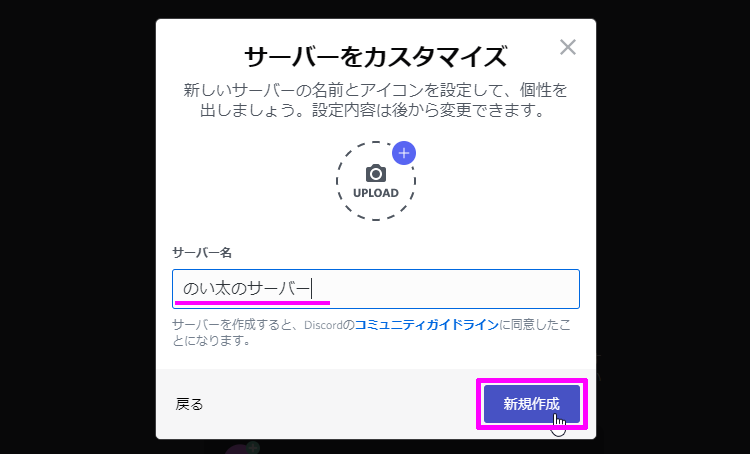 サーバーをカスタマイズ
新しいサーバーの名前とアイコンを設定して、個性を
出しましょう。設定内容は後から変更できます。
UPLOAD
サーバー名
のい太のサーバー
サーバーを作成すると、Discordのコミュニティガイドラインに同意したこ
とになります。
戻る
新規作成